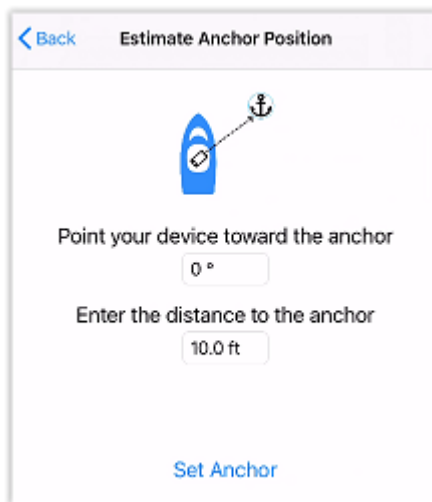 Back
Estimate Anchor Position
Point your device toward the anchor
0 °
Enter the distance to the anchor
10.0 ft
Set Anchor